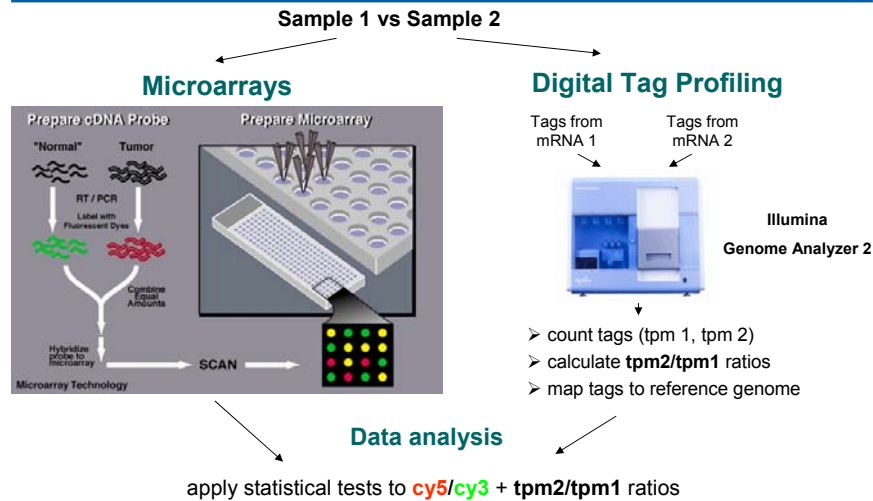 Sample 1 vs Sample 2
Microarrays
Prepare cDNA Probe
Prepare Microarray
"Normal"
Tumor
RT / PCR
Label with
Fluorescent Dyes
Combine
Equal
Amounts
Hybridize
probe to
microarray
SCAN
Microarray Technology
Digital Tag Profiling
Tags from
mRNA 1
Tags from
mRNA 2
Illumina
Genome Analyzer 2
➢ count tags (tpm 1, tpm 2)
➢ calculate tpm2/tpm1 ratios
➢ map tags to reference genome
Data analysis
apply statistical tests to cy5/cy3 + tpm2/tpm1 ratios